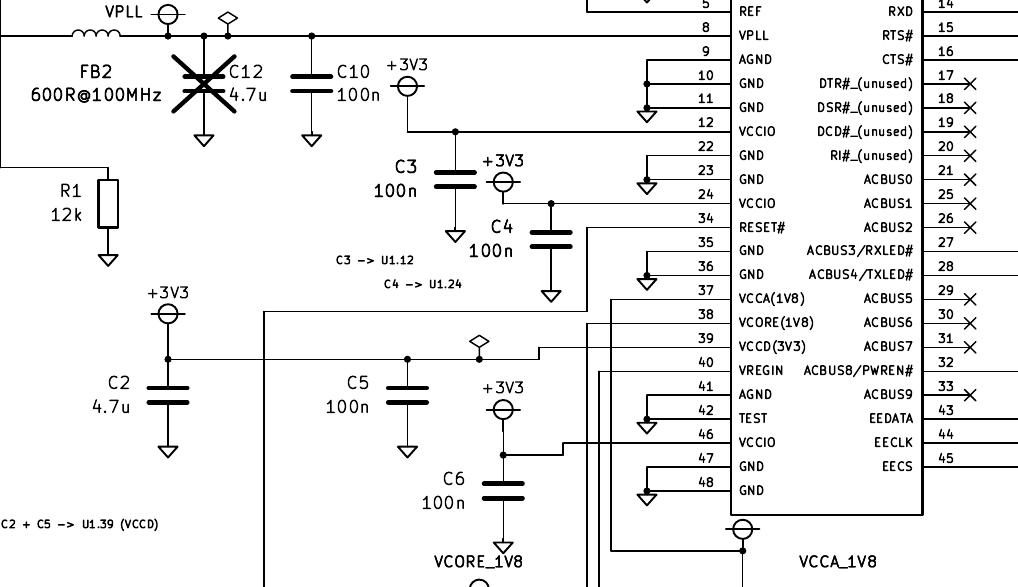 VPLL
FB2
600R@100MHz
C12
4.7u
C10
100n
+3V3
R1
12k
C3
100n
+3V3
C4
100n
C3 -> U1.12
C4 -> U1.24
+3V3
C2
4.7u
C5
100n
+3V3
C6
100n
C2 + C5 -> U1.39 (VCCD)
VCORE_1V8
VCCA_1V8
5 REF RXD 14
8 VPLL RTS# 15
9 AGND CTS# 16
10 GND DTR#_(unused) 17
11 GND DSR#_(unused) 18
12 VCCIO DCD#_(unused) 19
22 GND RI#_(unused) 20
23 GND ACBUS0 21
24 VCCIO ACBUS1 25
34 RESET# ACBUS2 26
35 GND ACBUS3/RXLED# 27
36 GND ACBUS4/TXLED# 28
37 VCCA(1V8) ACBUS5 29
38 VCORE(1V8) ACBUS6 30
39 VCCD(3V3) ACBUS7 31
40 VREGIN ACBUS8/PWREN# 32
41 AGND ACBUS9 33
42 TEST EEDATA 43
46 VCCIO EECLK 44
47 GND EECS 45
48 GND